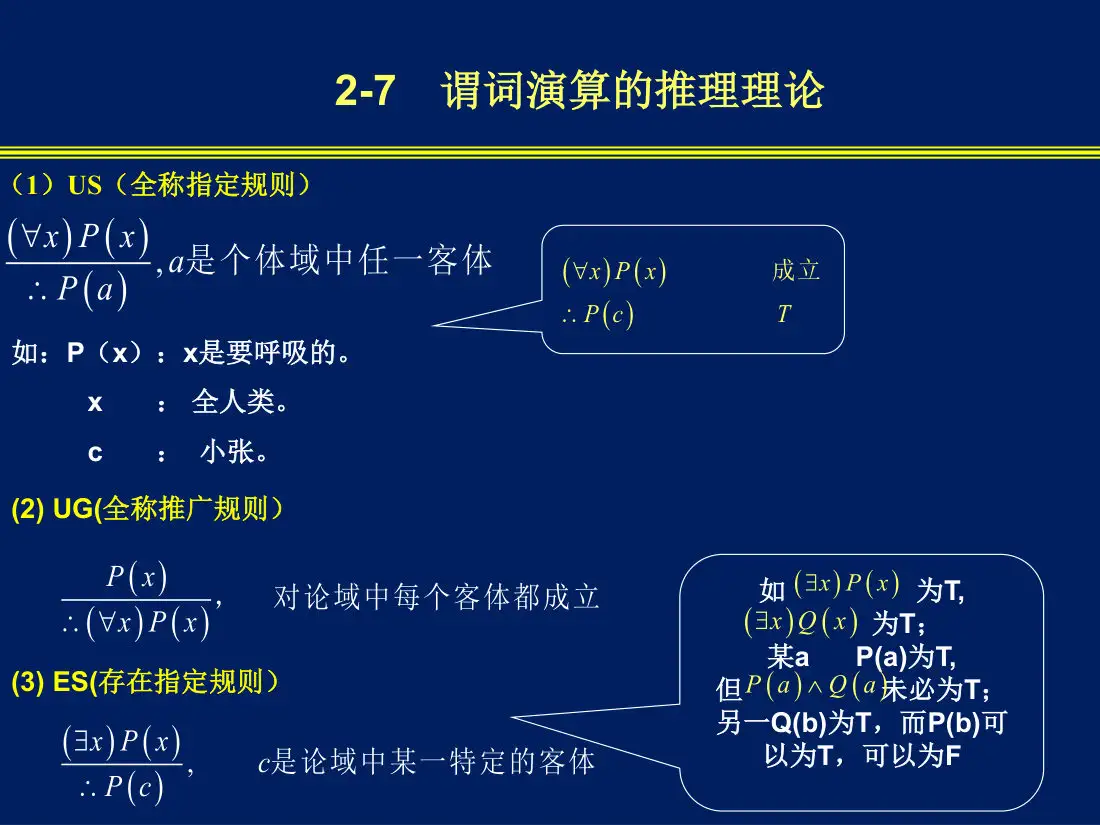 2-7 谓词演算的推理理论
（1）US（全称指定规则）
(∀x)P(x)
∴P(a)
,a是个体域中任一客体
(∀x)P(x) 成立
∴P(c) T
如：P（x）：x是要呼吸的。
x ： 全人类。
c ： 小张。
(2) UG(全称推广规则）
P(x)
∴(∀x)P(x)
， 对论域中每个客体都成立
(3) ES(存在指定规则）
(∃x)P(x)
∴P(c)
, c是论域中某一特定的客体
如 (∃x)P(x) 为T,
(∃x)Q(x) 为T；
某a P(a)为T,
但P(a)∧Q(a)未必为T；
另一Q(b)为T，而P(b)可
以为T，可以为F